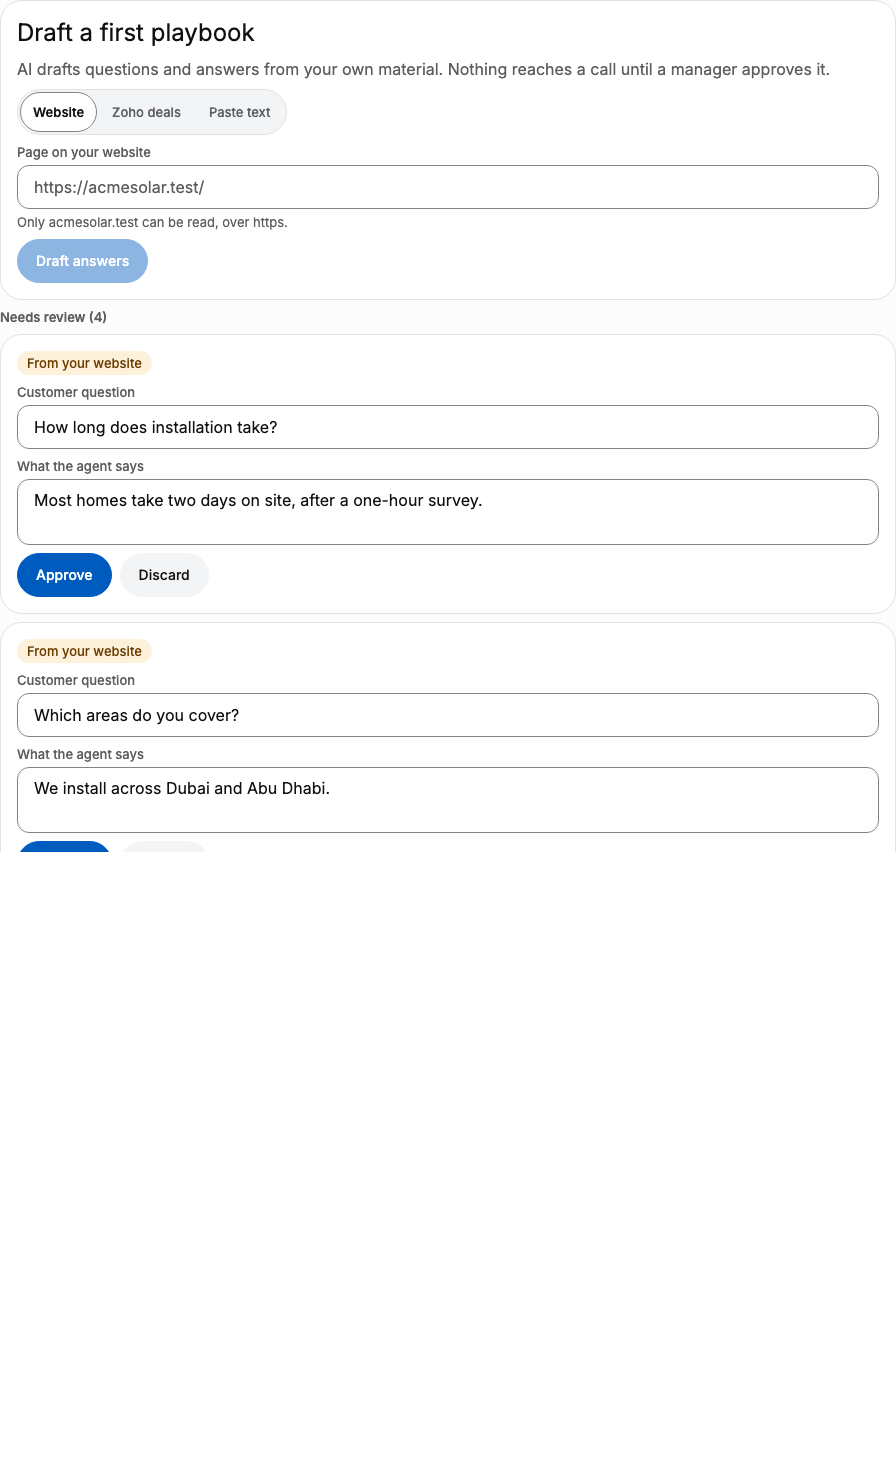 Draft a first playbook
AI drafts questions and answers from your own material. Nothing reaches a call until a manager approves it.
Website
Zoho deals
Paste text
Page on your website
https://acmesolar.test/
Only acmesolar.test can be read, over https.
Draft answers
Needs review (4)
From your website
Customer question
How long does installation take?
What the agent says
Most homes take two days on site, after a one-hour survey.
Approve
Discard
From your website
Customer question
Which areas do you cover?
What the agent says
We install across Dubai and Abu Dhabi.